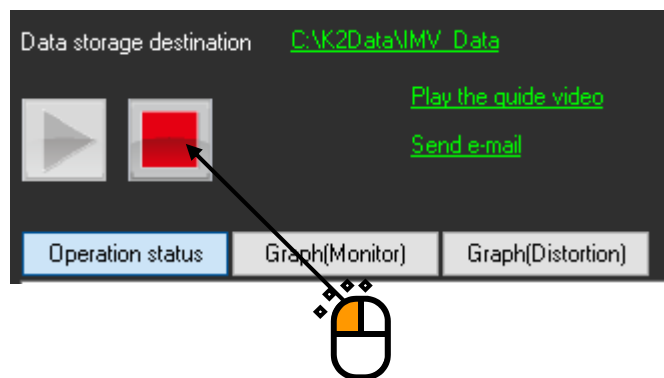 Data storage destination C:\K2Data\IMV_Data
Play the guide video
Send e-mail
Operation status Graph(Monitor) Graph(Distortion)